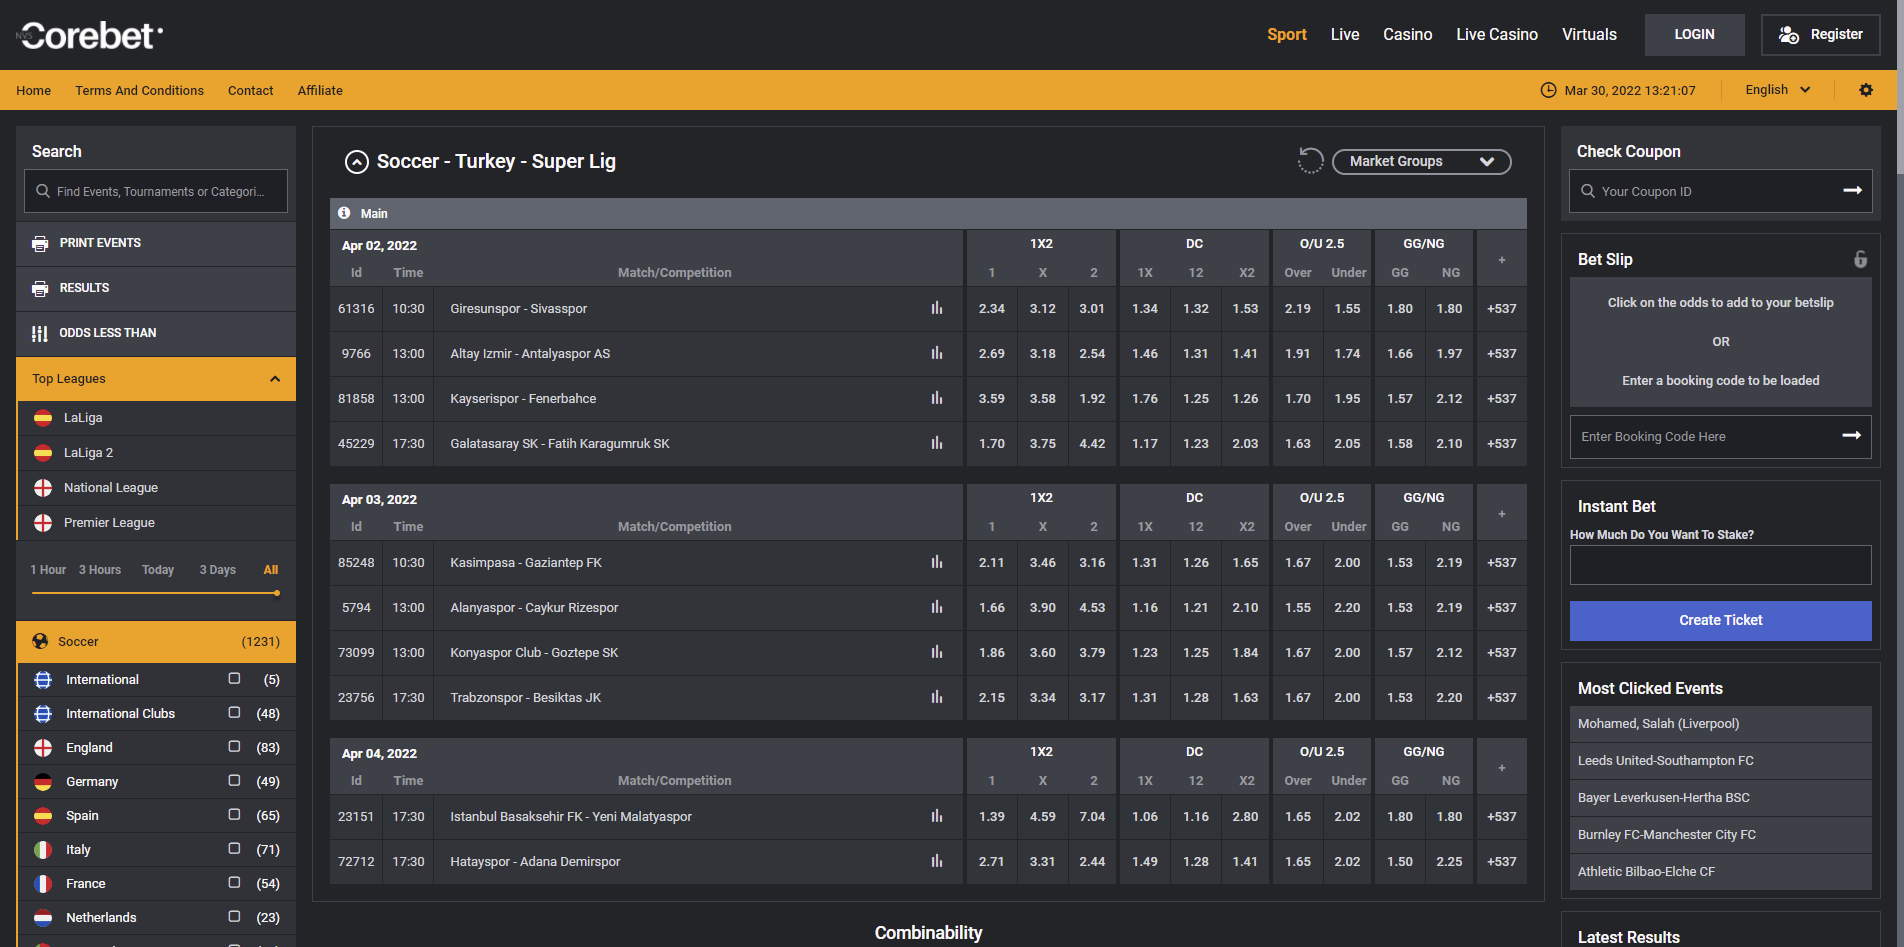 NVS
Corebet
Sport Live Casino Live Casino Virtuals LOGIN Register
Home Terms And Conditions Contact Affiliate
Mar 30, 2022 13:21:07 English
Search
Find Events, Tournaments or Categori...
PRINT EVENTS
RESULTS
ODDS LESS THAN
Top Leagues
LaLiga
LaLiga 2
National League
Premier League
1 Hour 3 Hours Today 3 Days All
Soccer (1231)
International (5)
International Clubs (48)
England (83)
Germany (49)
Spain (65)
Italy (71)
France (54)
Netherlands (23)
Soccer - Turkey - Super Lig
Market Groups
Main
Apr 02, 2022 1X2 DC O/U 2.5 GG/NG +
Id Time Match/Competition 1 X 2 1X 12 X2 Over Under GG NG
61316 10:30 Giresunspor - Sivasspor 2.34 3.12 3.01 1.34 1.32 1.53 2.19 1.55 1.80 1.80 +537
9766 13:00 Altay Izmir - Antalyaspor AS 2.69 3.18 2.54 1.46 1.31 1.41 1.91 1.74 1.66 1.97 +537
81858 13:00 Kayserispor - Fenerbahce 3.59 3.58 1.92 1.76 1.25 1.26 1.70 1.95 1.57 2.12 +537
45229 17:30 Galatasaray SK - Fatih Karagumruk SK 1.70 3.75 4.42 1.17 1.23 2.03 1.63 2.05 1.58 2.10 +537
Apr 03, 2022 1X2 DC O/U 2.5 GG/NG +
Id Time Match/Competition 1 X 2 1X 12 X2 Over Under GG NG
85248 10:30 Kasimpasa - Gaziantep FK 2.11 3.46 3.16 1.31 1.26 1.65 1.67 2.00 1.53 2.19 +537
5794 13:00 Alanyaspor - Caykur Rizespor 1.66 3.90 4.53 1.16 1.21 2.10 1.55 2.20 1.53 2.19 +537
73099 13:00 Konyaspor Club - Goztepe SK 1.86 3.60 3.79 1.23 1.25 1.84 1.67 2.00 1.57 2.12 +537
23756 17:30 Trabzonspor - Besiktas JK 2.15 3.34 3.17 1.31 1.28 1.63 1.67 2.00 1.53 2.20 +537
Apr 04, 2022 1X2 DC O/U 2.5 GG/NG +
Id Time Match/Competition 1 X 2 1X 12 X2 Over Under GG NG
23151 17:30 Istanbul Basaksehir FK - Yeni Malatyaspor 1.39 4.59 7.04 1.06 1.16 2.80 1.65 2.02 1.80 1.80 +537
72712 17:30 Hatayspor - Adana Demirspor 2.71 3.31 2.44 1.49 1.28 1.41 1.65 2.02 1.50 2.25 +537
Combinability
Check Coupon
Your Coupon ID
Bet Slip
Click on the odds to add to your betslip
OR
Enter a booking code to be loaded
Enter Booking Code Here
Instant Bet
How Much Do You Want To Stake?
Create Ticket
Most Clicked Events
Mohamed, Salah (Liverpool)
Leeds United-Southampton FC
Bayer Leverkusen-Hertha BSC
Burnley FC-Manchester City FC
Athletic Bilbao-Elche CF
Latest Results